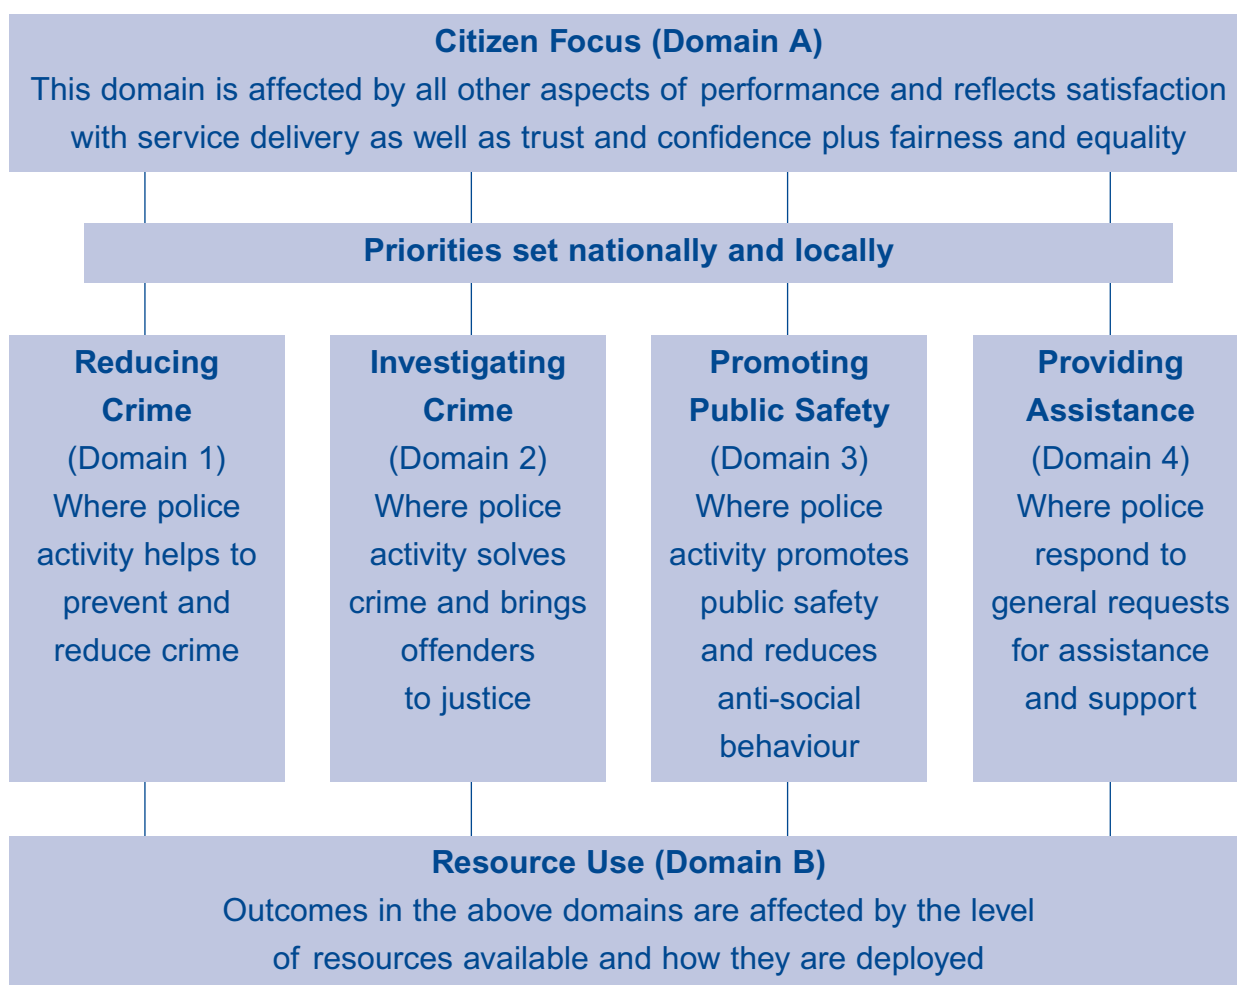 Citizen Focus (Domain A)
This domain is affected by all other aspects of performance and reflects satisfaction
with service delivery as well as trust and confidence plus fairness and equality
Priorities set nationally and locally
Reducing
Crime
(Domain 1)
Where police
activity helps to
prevent and
reduce crime
Investigating
Crime
(Domain 2)
Where police
activity solves
crime and brings
offenders
to justice
Promoting
Public Safety
(Domain 3)
Where police
activity promotes
public safety
and reduces
anti-social
behaviour
Providing
Assistance
(Domain 4)
Where police
respond to
general requests
for assistance
and support
Resource Use (Domain B)
Outcomes in the above domains are affected by the level
of resources available and how they are deployed